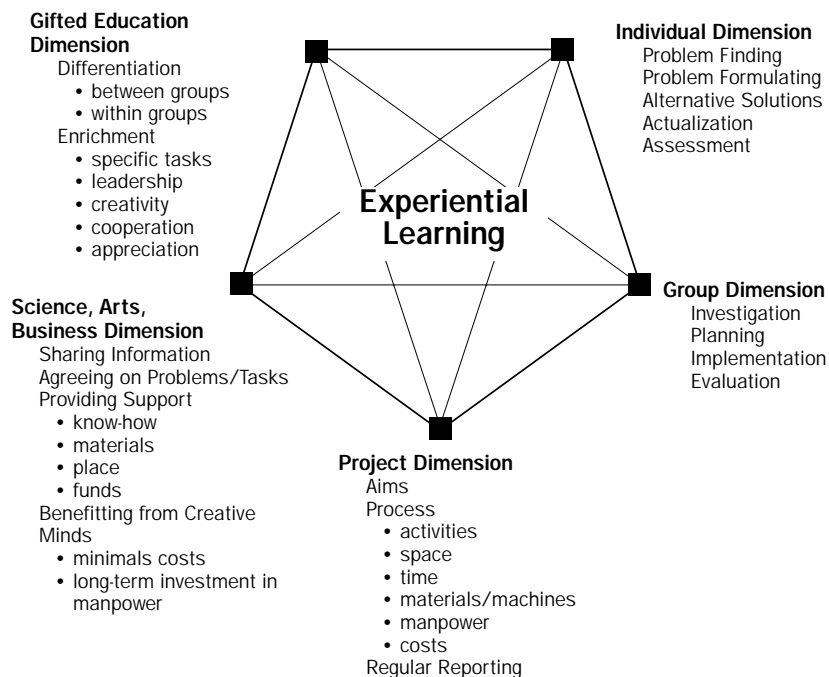 Gifted Education
Dimension
Differentiation
• between groups
• within groups
Enrichment
• specific tasks
• leadership
• creativity
• cooperation
• appreciation
Individual Dimension
Problem Finding
Problem Formulating
Alternative Solutions
Actualization
Assessment
Experiential
Learning
Science, Arts,
Business Dimension
Sharing Information
Agreeing on Problems/Tasks
Providing Support
• know-how
• materials
• place
• funds
Benefitting from Creative
Minds
• minimals costs
• long-term investment in
manpower
Group Dimension
Investigation
Planning
Implementation
Evaluation
Project Dimension
Aims
Process
• activities
• space
• time
• materials/machines
• manpower
• costs
Regular Reporting